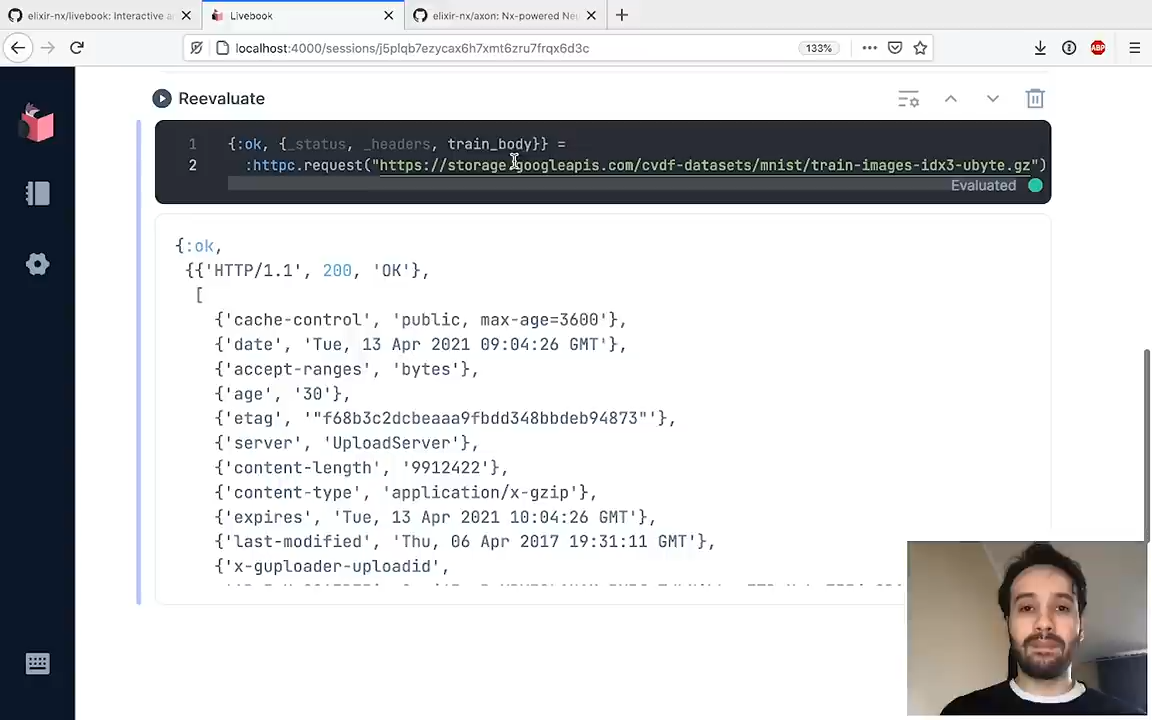 elixir-nx/livebook: Interactive a
Livebook
elixir-nx/axon: Nx-powered Ne
localhost:4000/sessions/j5plqb7ezycax6h7xmt6zru7frqx6d3c
133%
ABP
Reevaluate
1 {:ok, {_status, _headers, train_body}} =
2 :httpc.request("https://storage.googleapis.com/cvdf-datasets/mnist/train-images-idx3-ubyte.gz")
Evaluated
{:ok,
{{'HTTP/1.1', 200, 'OK'},
[
{'cache-control', 'public, max-age=3600'},
{'date', 'Tue, 13 Apr 2021 09:04:26 GMT'},
{'accept-ranges', 'bytes'},
{'age', '30'},
{'etag', '"f68b3c2dcbeaaa9fbdd348bbdeb94873"'},
{'server', 'UploadServer'},
{'content-length', '9912422'},
{'content-type', 'application/x-gzip'},
{'expires', 'Tue, 13 Apr 2021 10:04:26 GMT'},
{'last-modified', 'Thu, 06 Apr 2017 19:31:11 GMT'},
{'x-guploader-uploadid',